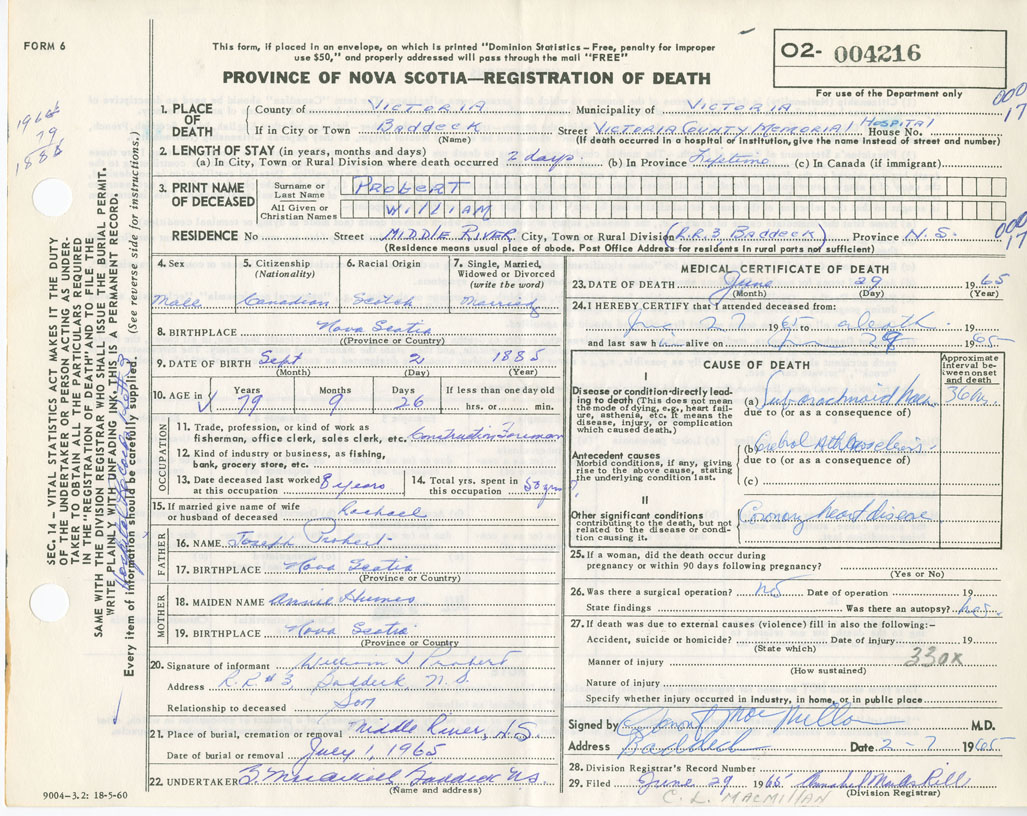 FORM 6
This form, if placed in an envelope, on which is printed "Dominion Statistics – Free, penalty for improper
use $50," and properly addressed will pass through the mail "FREE"
PROVINCE OF NOVA SCOTIA—REGISTRATION OF DEATH
O2- 004216
For use of the Department only
000
17
196
79
188
1. PLACE OF DEATH
County of Victoria Municipality of Victoria
If in City or Town Baddeck Street Victoria County Memorial Hospital House No.
(Name) (If death occurred in a hospital or institution, give the name instead of street and number)
2. LENGTH OF STAY (in years, months and days)
(a) In City, Town or Rural Division where death occurred 2 days. (b) In Province Lifetime (c) In Canada (if immigrant)
3. PRINT NAME OF DECEASED
Surname or Last Name PROBERT
All Given or Christian Names WILLIAM
RESIDENCE No Street MIDDLE RIVER City, Town or Rural Division (R.R.3, Baddeck) Province N.S.
(Residence means usual place of abode. Post Office Address for residents in rural parts not sufficient)
000
17
4. Sex Male
5. Citizenship (Nationality) Canadian
6. Racial Origin Scotch
7. Single, Married, Widowed or Divorced (write the word) Married
8. BIRTHPLACE Nova Scotia
(Province or Country)
9. DATE OF BIRTH Sept 2 1885
(Month) (Day) (Year)
10. AGE in Years 79 Months 9 Days 26 If less than one day old hrs. or min.
OCCUPATION
11. Trade, profession, or kind of work as
fisherman, office clerk, sales clerk, etc. Construction Foreman
12. Kind of industry or business, as fishing,
bank, grocery store, etc.
13. Date deceased last worked at this occupation 8 years
14. Total yrs. spent in this occupation 50 yrs
15. If married give name of wife
or husband of deceased Rachael
FATHER
16. NAME Joseph Probert
17. BIRTHPLACE Nova Scotia
(Province or Country)
MOTHER
18. MAIDEN NAME Annie Humes
19. BIRTHPLACE Nova Scotia
(Province or Country)
20. Signature of informant William J Probert
Address R.R.#3, Baddeck, N.S.
Relationship to deceased Son
21. Place of burial, cremation or removal Middle River, N.S.
Date of burial or removal July 1, 1965
22. UNDERTAKER Baddeck N.S.
(Name and address)
9004–3.2: 18-5-60
MEDICAL CERTIFICATE OF DEATH
23. DATE OF DEATH June 29 1965
(Month) (Day) (Year)
24. I HEREBY CERTIFY that I attended deceased from:
June 27 1965 to death 19
and last saw him alive on June 29 1965
CAUSE OF DEATH
Approximate interval between onset and death
I
Disease or condition directly leading to death (This does not mean the mode of dying, e.g., heart failure, asthenia, etc. It means the disease, injury, or complication which caused death.)
(a) Subarachnoid 36 hrs.
due to (or as a consequence of)
Antecedent causes
Morbid conditions, if any, giving rise to the above cause, stating the underlying condition last.
(b)
due to (or as a consequence of)
(c)
II
Other significant conditions
contributing to the death, but not related to the disease or condition causing it.
Coronary heart disease
25. If a woman, did the death occur during
pregnancy or within 90 days following pregnancy?
(Yes or No)
26. Was there a surgical operation? no Date of operation 19
State findings Was there an autopsy? no.
27. If death was due to external causes (violence) fill in also the following:–
Accident, suicide or homicide? Date of injury 19
(State which)
Manner of injury 330X
(How sustained)
Nature of injury
Specify whether injury occurred in industry, in home, or in public place
Signed by M.D.
Address Baddeck Date 2-7 1965
28. Division Registrar's Record Number
29. Filed June 29 1965
(Division Registrar)
C. L. MACMILLAN
SEC. 14 – VITAL STATISTICS ACT MAKES IT THE DUTY
OF THE UNDERTAKER OR PERSON ACTING AS UNDER-
TAKER TO OBTAIN ALL THE PARTICULARS REQUIRED
IN THE "REGISTRATION OF DEATH" AND TO FILE THE
SAME WITH THE DIVISION REGISTRAR WHO SHALL ISSUE THE BURIAL PERMIT.
WRITE PLAINLY WITH UNFADING INK. THIS IS A PERMANENT RECORD.
Every item of information should be carefully supplied. (See reverse side for instructions.)